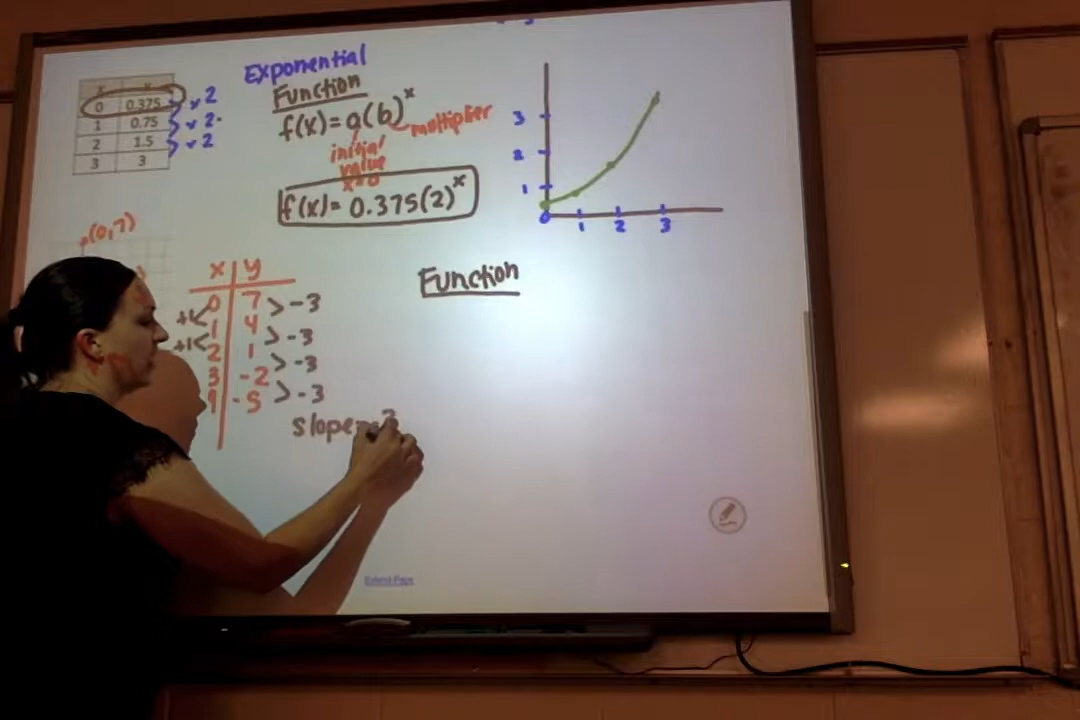 Exponential
Function
x y
0 0.375
1 0.75
2 1.5
3 3
x 2
x 2
x 2
f(x) = a(b)^x
multiplier
initial
value
x=0
f(x) = 0.375(2)^x
3
2
1
0 1 2 3
(0,7)
x y
0 7 > -3
+1 < 1 4 > -3
+1 < 2 1 > -3
3 -2 > -3
-5
slope
Function
Extend Page